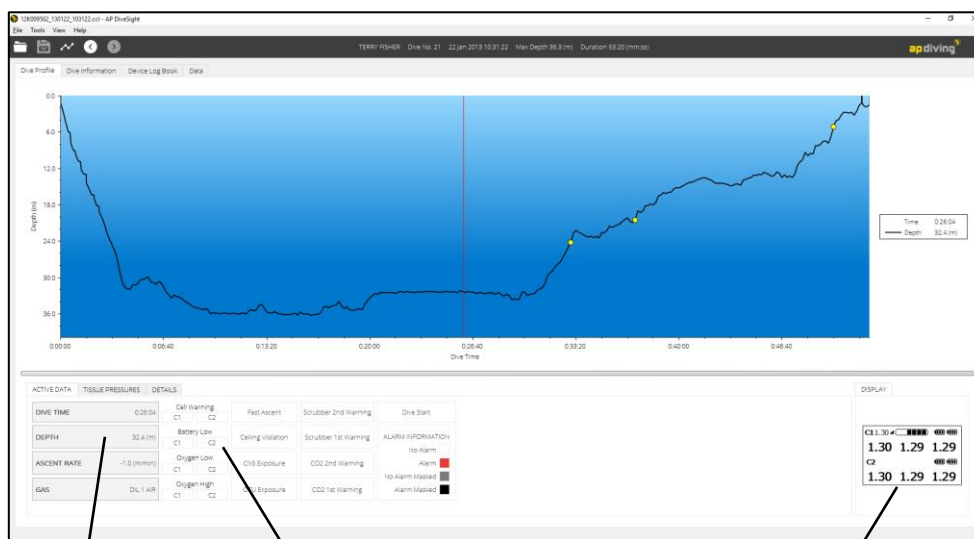 12K009502_130122_103122.ccl - AP DiveSight
File Tools View Help
TERRY FISHER Dive No. 21 22 Jan 2013 10:31:22 Max Depth 36.3 (m) Duration 53:20 (mm:ss)
apdiving
Dive Profile Dive Information Device Log Book Data
0.0
6.0
12.0
18.0
24.0
30.0
36.0
Depth (m)
Time 0:26:04
Depth 32.4 (m)
0:00:00 0:06:40 0:13:20 0:20:00 0:26:40 0:33:20 0:40:00 0:46:40
Dive Time
ACTIVE DATA TISSUE PRESSURES DETAILS
DISPLAY
DIVE TIME 0:26:04
Cell Warning
C1 C2
Fast Ascent
Scrubber 2nd Warning
Dive Start
DEPTH 32.4 (m)
Battery Low
C1 C2
Ceiling Violation
Scrubber 1st Warning
ALARM INFORMATION
No Alarm
Alarm
No Alarm Masked
Alarm Masked
ASCENT RATE -1.0 (m/min)
Oxygen Low
C1 C2
CNS Exposure
CO2 2nd Warning
GAS DIL 1 AIR
Oxygen High
C1 C2
Exposure
CO2 1st Warning
C1 1.30
1.30 1.29 1.29
C2
1.30 1.29 1.29